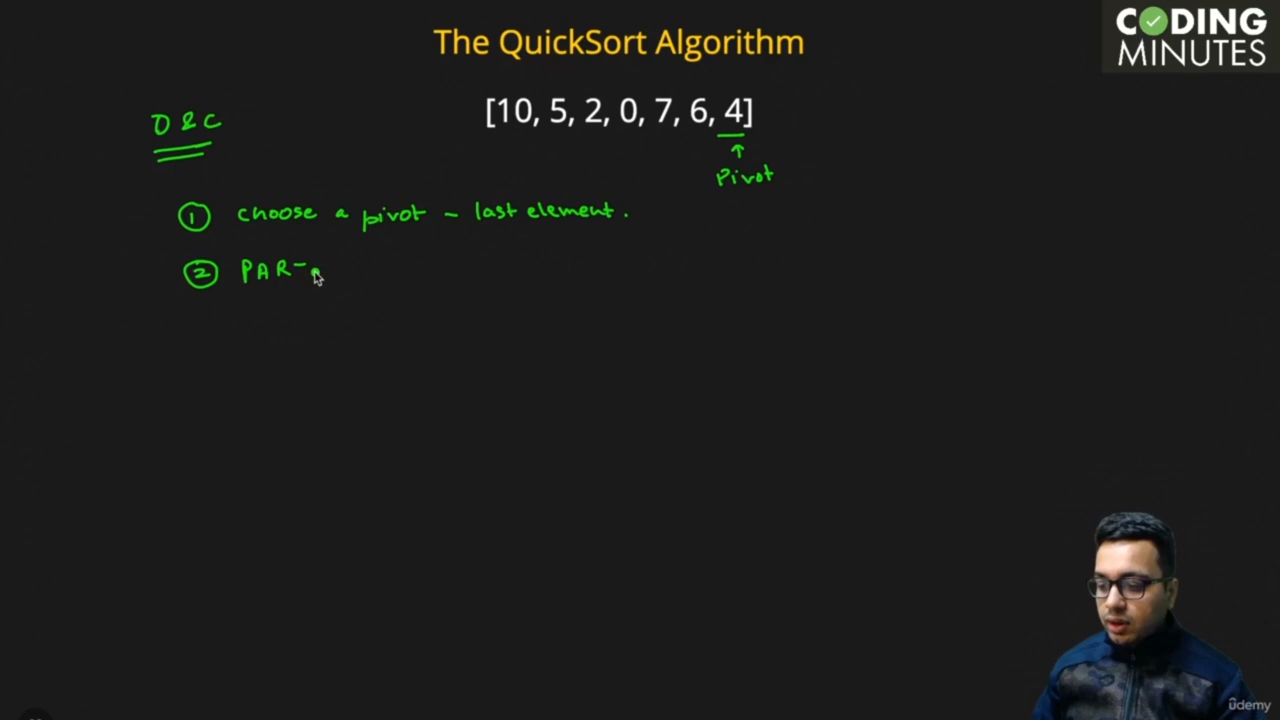 CODING
MINUTES
The QuickSort Algorithm
[10, 5, 2, 0, 7, 6, 4]
D & C
Pivot
1 choose a pivot - last element.
2 PAR
udemy